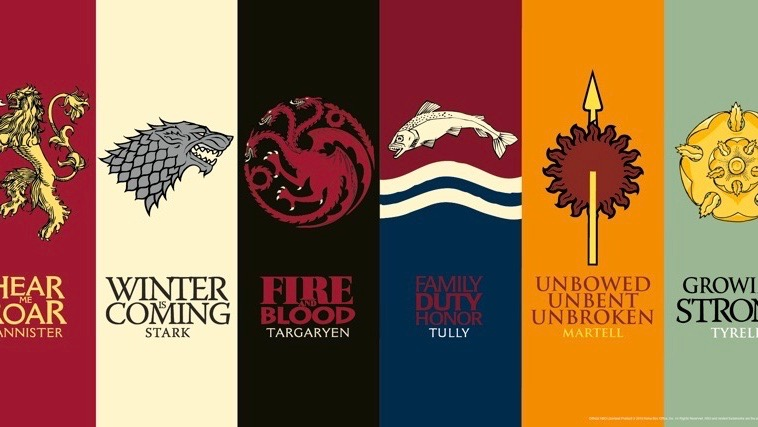 HEAR
ME
ROAR
ANNISTER
WINTER
IS
COMING
STARK
FIRE
AND
BLOOD
TARGARYEN
FAMILY
DUTY
HONOR
TULLY
UNBOWED
UNBENT
UNBROKEN
MARTELL
GROWI
STRON
TYRELL